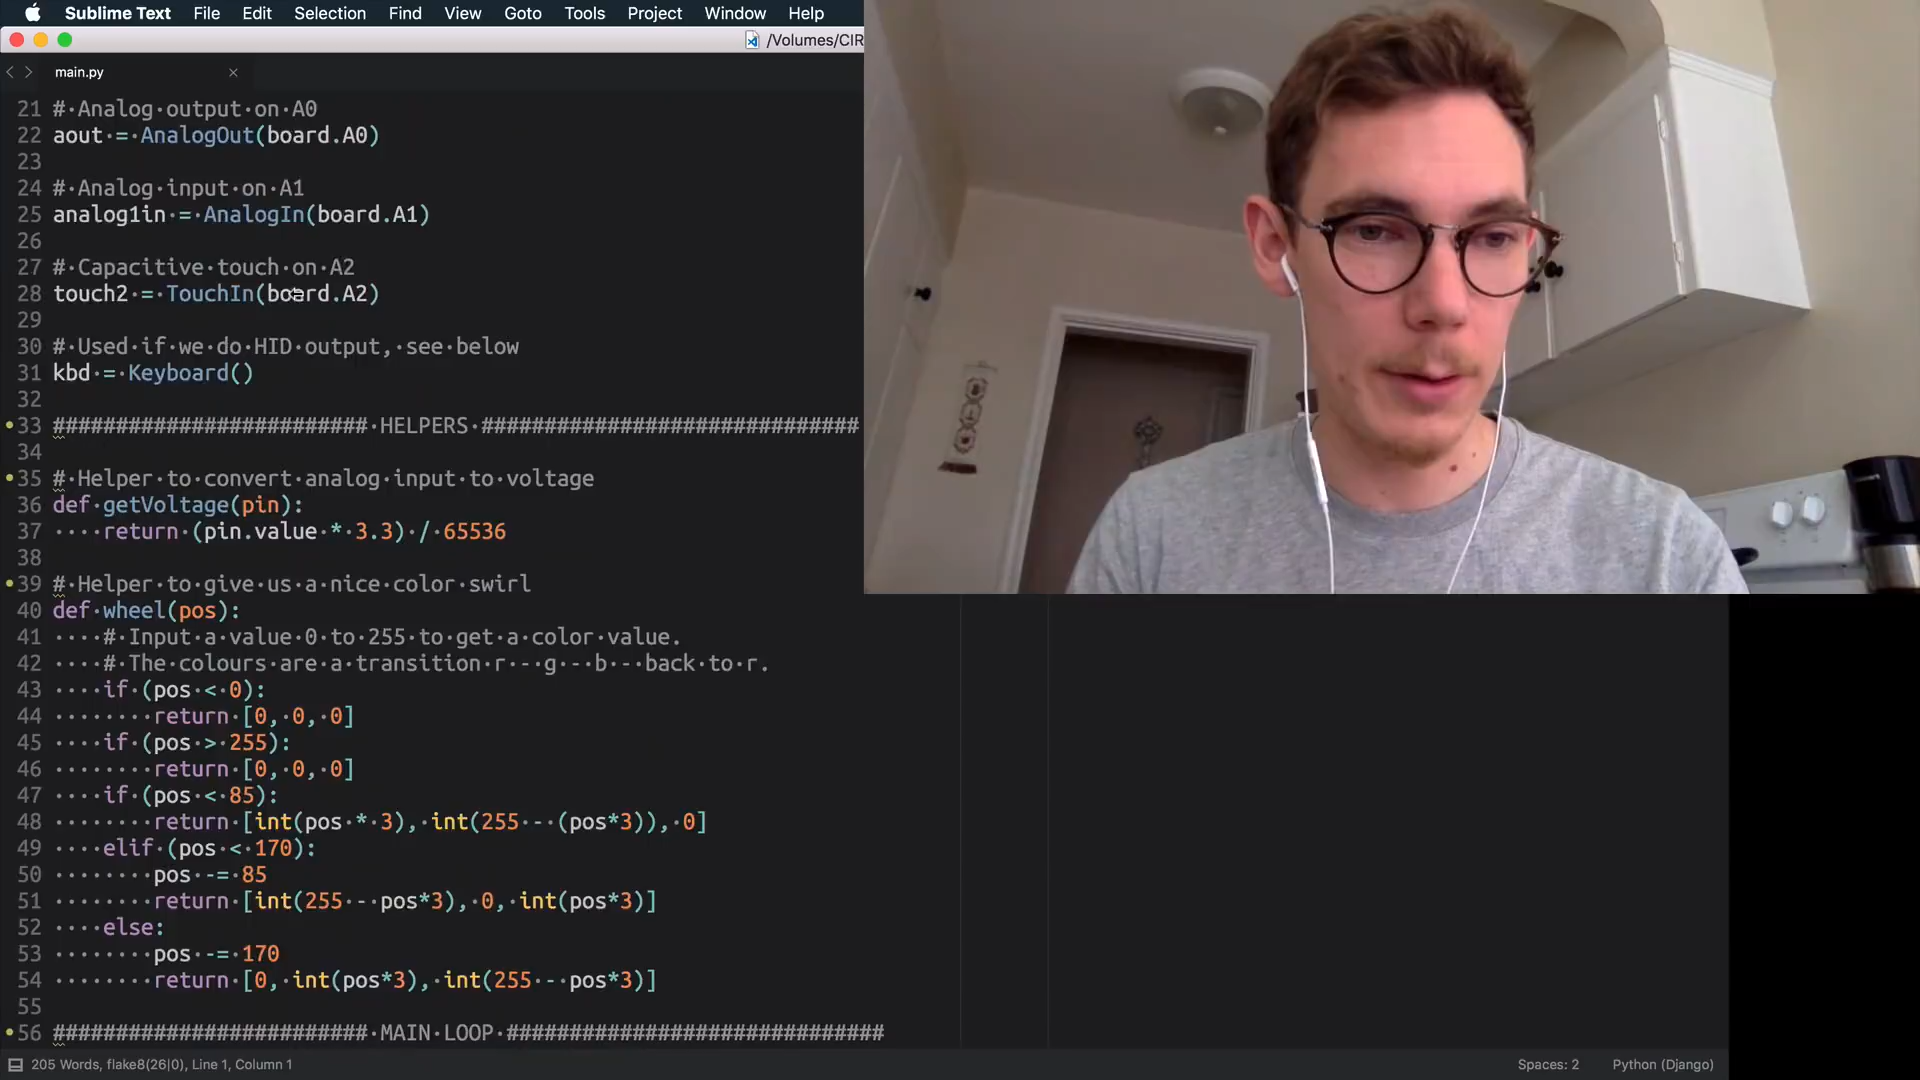 Sublime Text File Edit Selection Find View Goto Tools Project Window Help
/Volumes/CIR
main.py
21 # Analog output on A0
22 aout = AnalogOut(board.A0)
23
24 # Analog input on A1
25 analog1in = AnalogIn(board.A1)
26
27 # Capacitive touch on A2
28 touch2 = TouchIn(board.A2)
29
30 # Used if we do HID output, see below
31 kbd = Keyboard()
32
33 ######################### HELPERS ##############################
34
35 # Helper to convert analog input to voltage
36 def getVoltage(pin):
37     return (pin.value * 3.3) / 65536
38
39 # Helper to give us a nice color swirl
40 def wheel(pos):
41     # Input a value 0 to 255 to get a color value.
42     # The colours are a transition r - g - b - back to r.
43     if (pos < 0):
44         return [0, 0, 0]
45     if (pos > 255):
46         return [0, 0, 0]
47     if (pos < 85):
48         return [int(pos * 3), int(255 - (pos*3)), 0]
49     elif (pos < 170):
50         pos -= 85
51         return [int(255 - pos*3), 0, int(pos*3)]
52     else:
53         pos -= 170
54         return [0, int(pos*3), int(255 - pos*3)]
55
56 ######################### MAIN LOOP ##############################
205 Words, flake8(26|0), Line 1, Column 1 Spaces: 2 Python (Django)